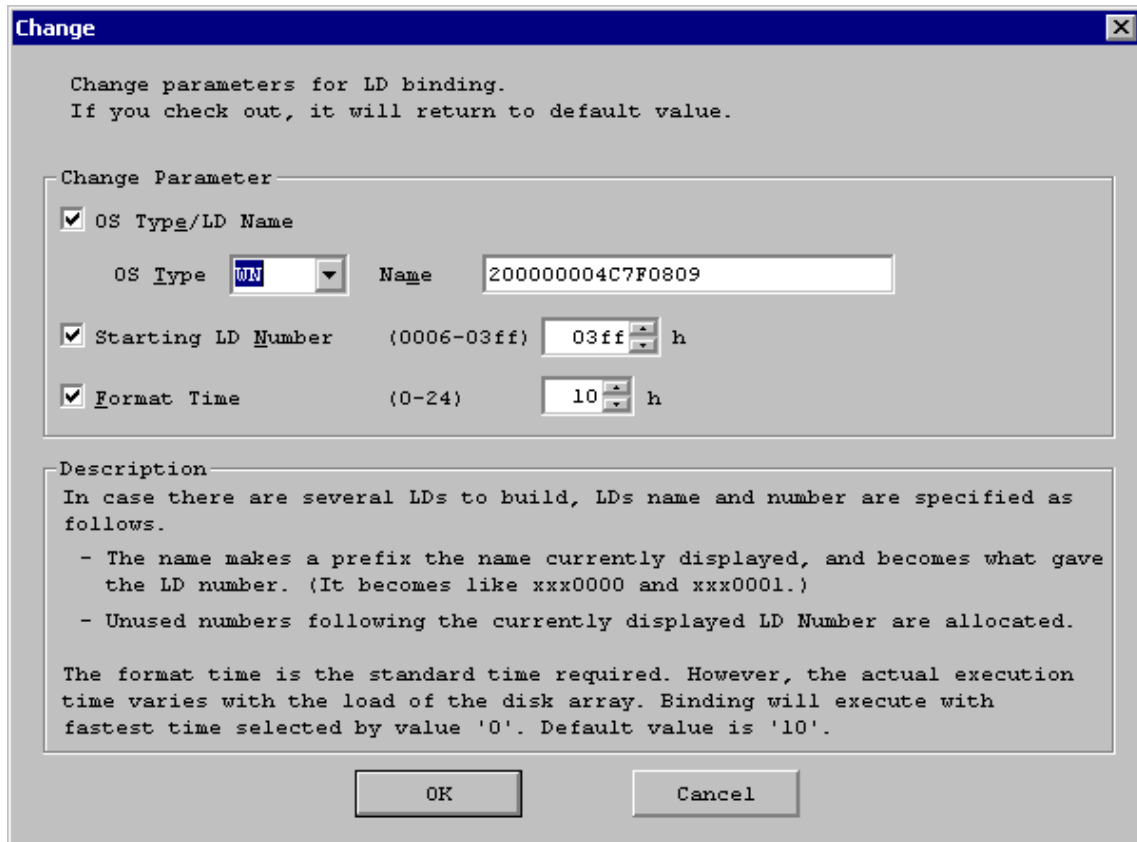 Change
Change parameters for LD binding.
If you check out, it will return to default value.
Change Parameter
OS Type/LD Name
OS Type WN Name 200000004C7F0809
Starting LD Number (0006-03ff) 03ff h
Format Time (0-24) 10 h
Description
In case there are several LDs to build, LDs name and number are specified as
follows.
- The name makes a prefix the name currently displayed, and becomes what gave
the LD number. (It becomes like xxx0000 and xxx0001.)
- Unused numbers following the currently displayed LD Number are allocated.
The format time is the standard time required. However, the actual execution
time varies with the load of the disk array. Binding will execute with
fastest time selected by value '0'. Default value is '10'.
OK Cancel